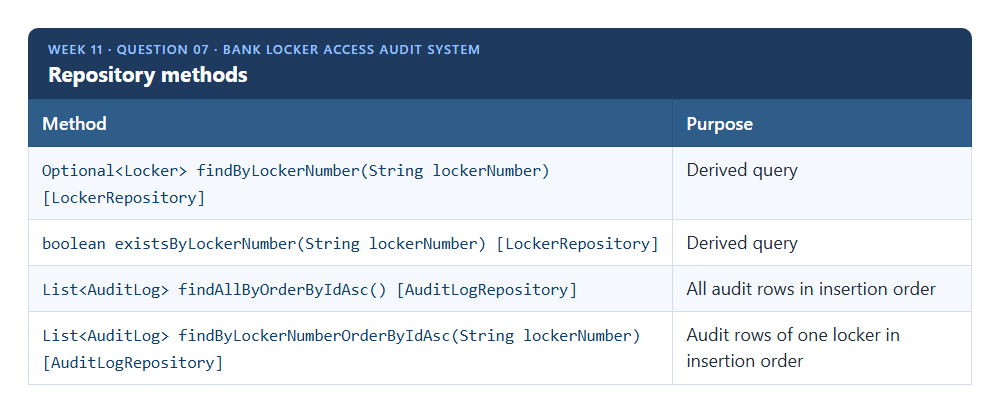 WEEK 11 · QUESTION 07 · BANK LOCKER ACCESS AUDIT SYSTEM
Repository methods
Method
Purpose
Optional<Locker> findByLockerNumber(String lockerNumber)
[LockerRepository]
Derived query
boolean existsByLockerNumber(String lockerNumber) [LockerRepository]
Derived query
List<AuditLog> findAllByOrderByIdAsc() [AuditLogRepository]
All audit rows in insertion order
List<AuditLog> findByLockerNumberOrderByIdAsc(String lockerNumber)
[AuditLogRepository]
Audit rows of one locker in
insertion order